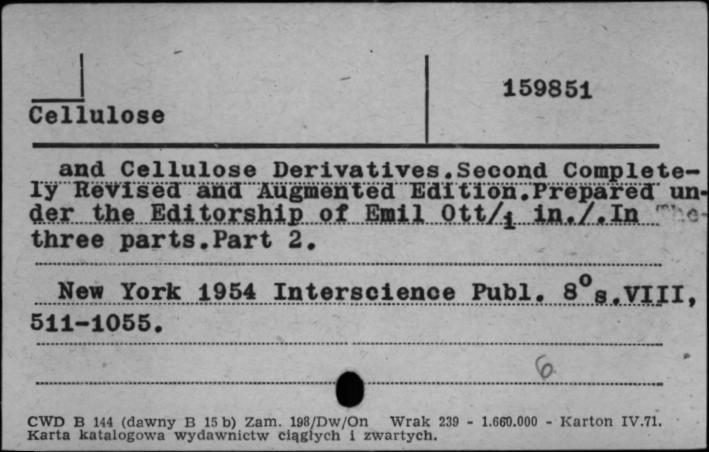 159851
Cellulose
and Cellulose Derivatives.Second Complete-
ly Revised and Augmented Edition.Prepared un-
der the Editorship of Emil Ott/i in./.In
three parts.Part 2.
New York 1954 Interscience Publ. 8°s.VIII,
511-1055.
6
CWD B 144 (dawny B 15 b) Zam. 198/Dw/On Wrak 239 - 1.660.000 - Karton IV.71.
Karta katalogowa wydawnictw ciągłych i zwartych.